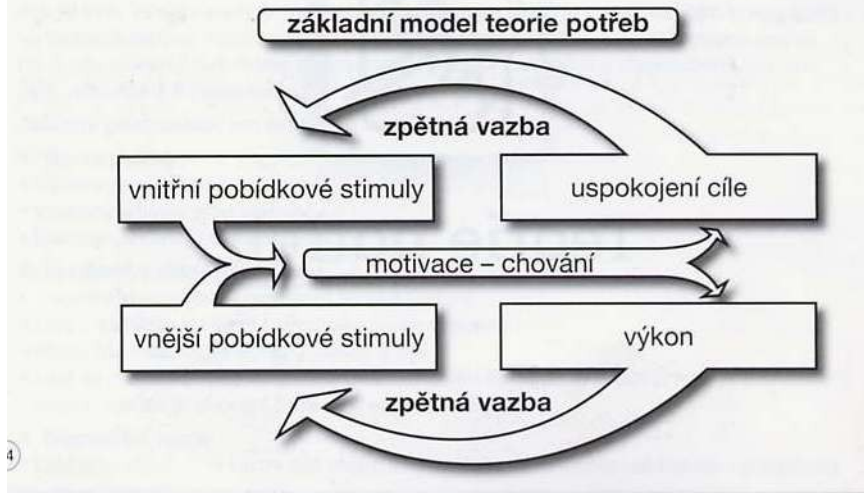 základní model teorie potřeb
zpětná vazba
vnitřní pobídkové stimuly
uspokojení cíle
motivace – chování
vnější pobídkové stimuly
výkon
zpětná vazba
4